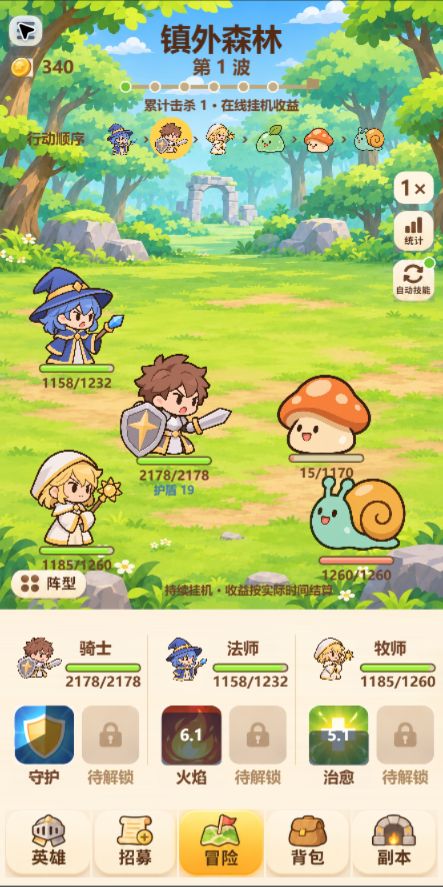 镇外森林
340
第 1 波
累计击杀 1·在线挂机收益
行动顺序
1×
统计
自动技能
1158/1232
2178/2178
护盾 19
15/1170
1185/1260
1260/1260
阵型
持续挂机·收益按实际时间结算
骑士
2178/2178
法师
1158/1232
牧师
1185/1260
6.1
5.1
守护
待解锁
火焰
待解锁
治愈
待解锁
英雄
招募
冒险
背包
副本